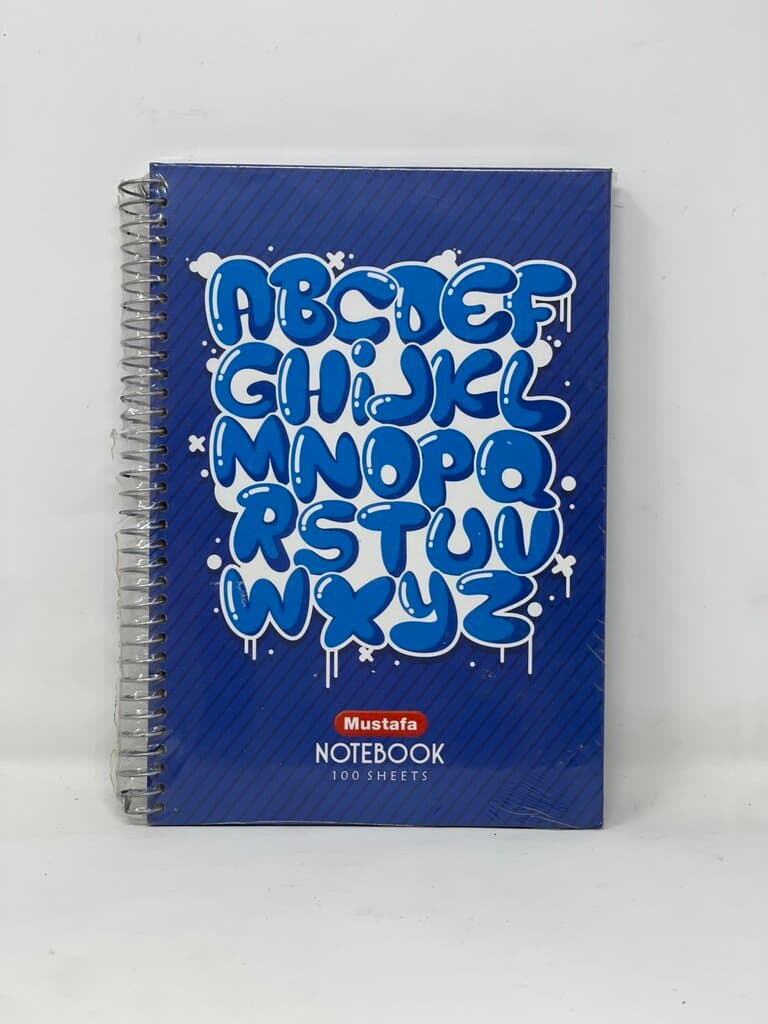 ABCDEF
GHiJKL
MNOPQ
RSTUV
WXYZ
Mustafa
NOTEBOOK
100 SHEETS